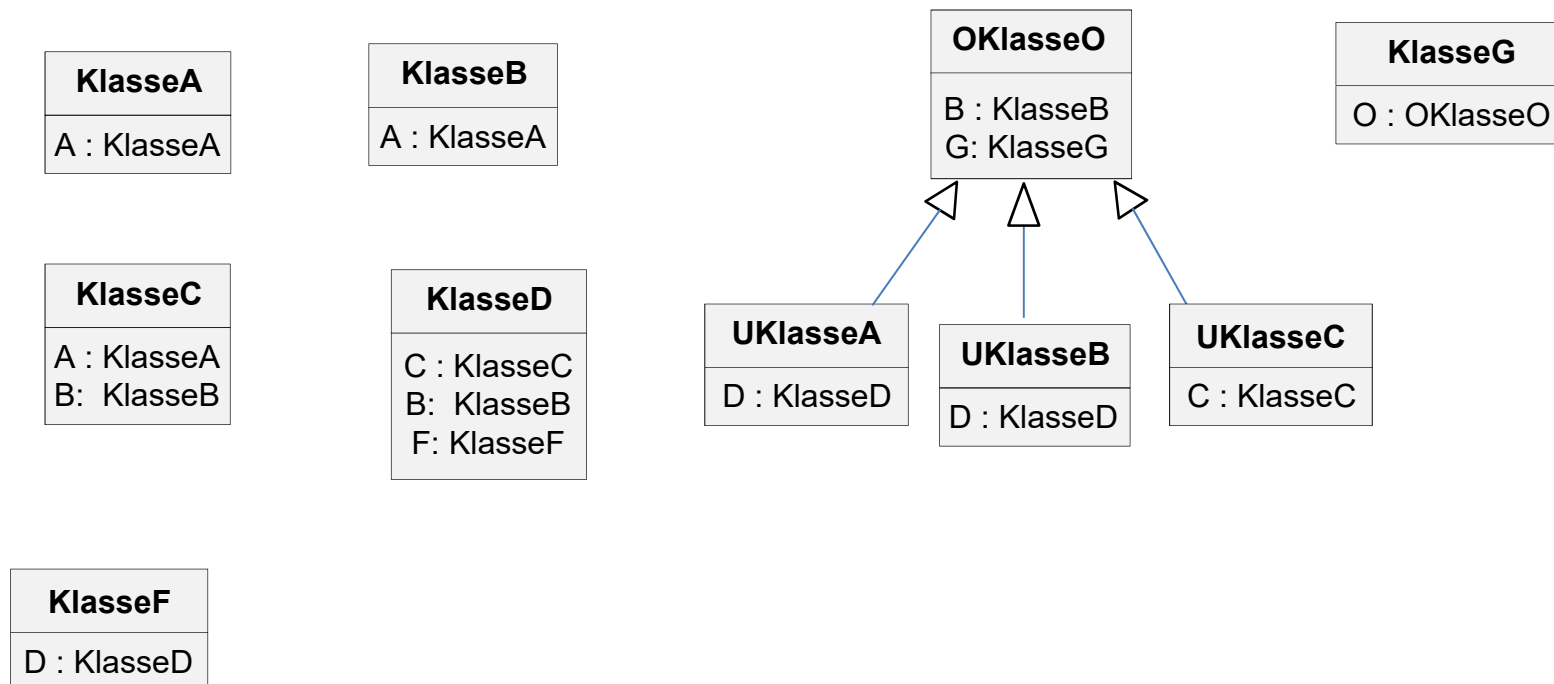 KlasseA
A : KlasseA
KlasseB
A : KlasseA
OKlasseO
B : KlasseB
G: KlasseG
KlasseG
O : OKlasseO
KlasseC
A : KlasseA
B: KlasseB
KlasseD
C : KlasseC
B: KlasseB
F: KlasseF
UKlasseA
D : KlasseD
UKlasseB
D : KlasseD
UKlasseC
C : KlasseC
KlasseF
D : KlasseD